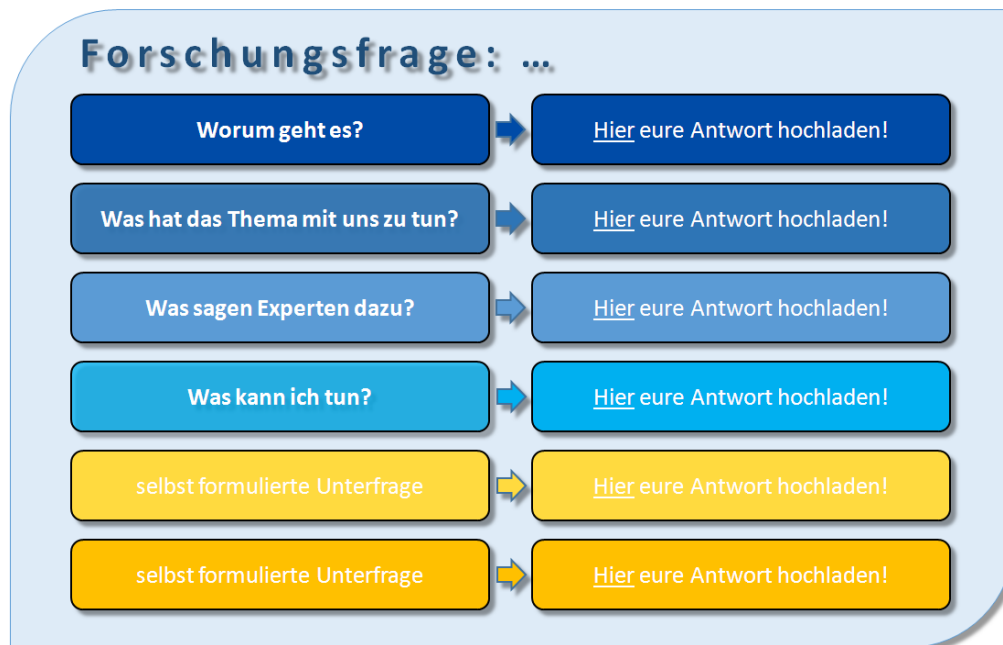 Forschungsfrage: ...
Worum geht es?
Hier eure Antwort hochladen!
Was hat das Thema mit uns zu tun?
Hier eure Antwort hochladen!
Was sagen Experten dazu?
Hier eure Antwort hochladen!
Was kann ich tun?
Hier eure Antwort hochladen!
selbst formulierte Unterfrage
Hier eure Antwort hochladen!
selbst formulierte Unterfrage
Hier eure Antwort hochladen!